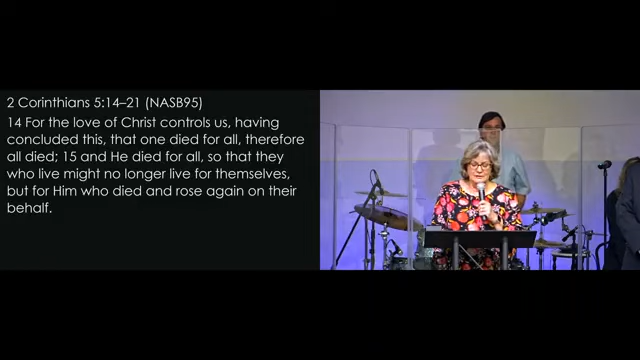 2 Corinthians 5:14–21 (NASB95)
14 For the love of Christ controls us, having
concluded this, that one died for all, therefore
all died; 15 and He died for all, so that they
who live might no longer live for themselves,
but for Him who died and rose again on their
behalf.